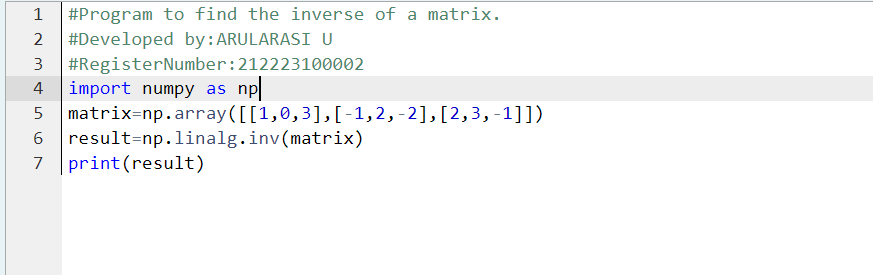 1 #Program to find the inverse of a matrix.
2 #Developed by:ARULARASI U
3 #RegisterNumber:212223100002
4 import numpy as np
5 matrix=np.array([[1,0,3],[-1,2,-2],[2,3,-1]])
6 result=np.linalg.inv(matrix)
7 print(result)